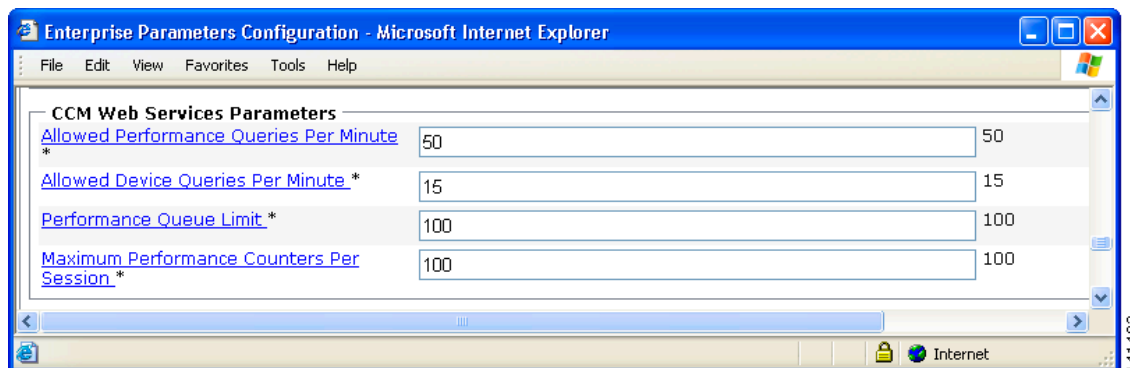 Enterprise Parameters Configuration - Microsoft Internet Explorer
File Edit View Favorites Tools Help
CCM Web Services Parameters
Allowed Performance Queries Per Minute
*
50
50
Allowed Device Queries Per Minute *
15
15
Performance Queue Limit *
100
100
Maximum Performance Counters Per
Session *
100
100
Internet